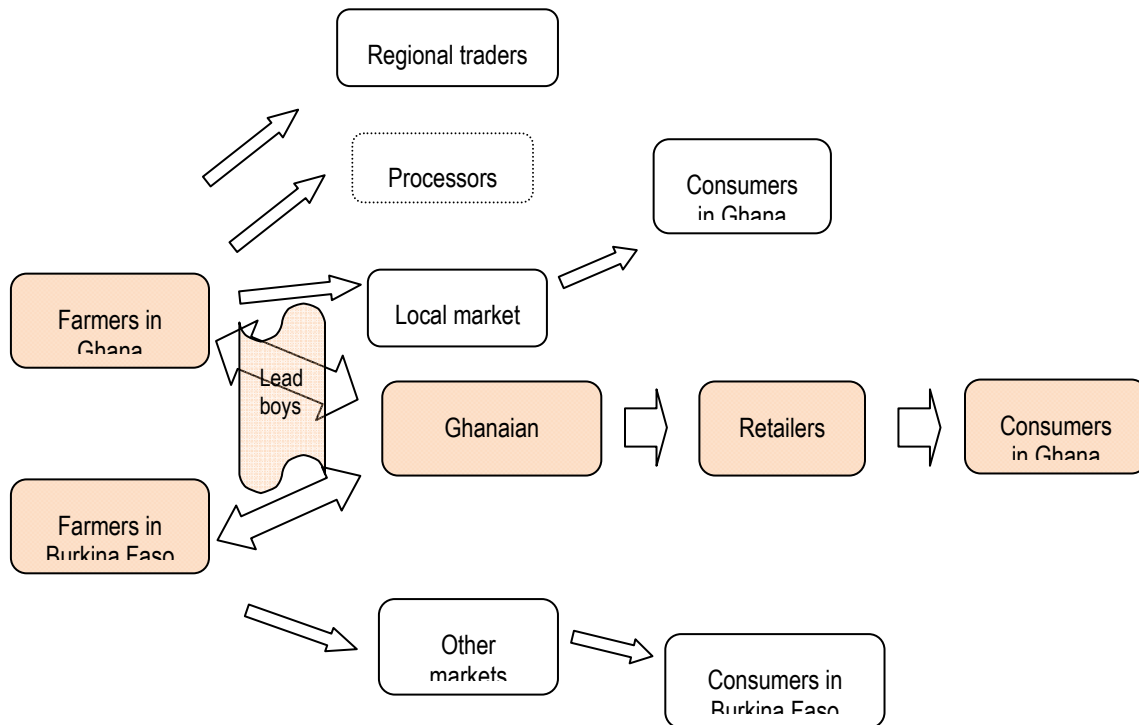 Regional traders
Processors
Consumers
in Ghana
Farmers in
Ghana
Local market
Lead
boys
Ghanaian
Retailers
Consumers
in Ghana
Farmers in
Burkina Faso
Other
markets
Consumers in
Burkina Faso